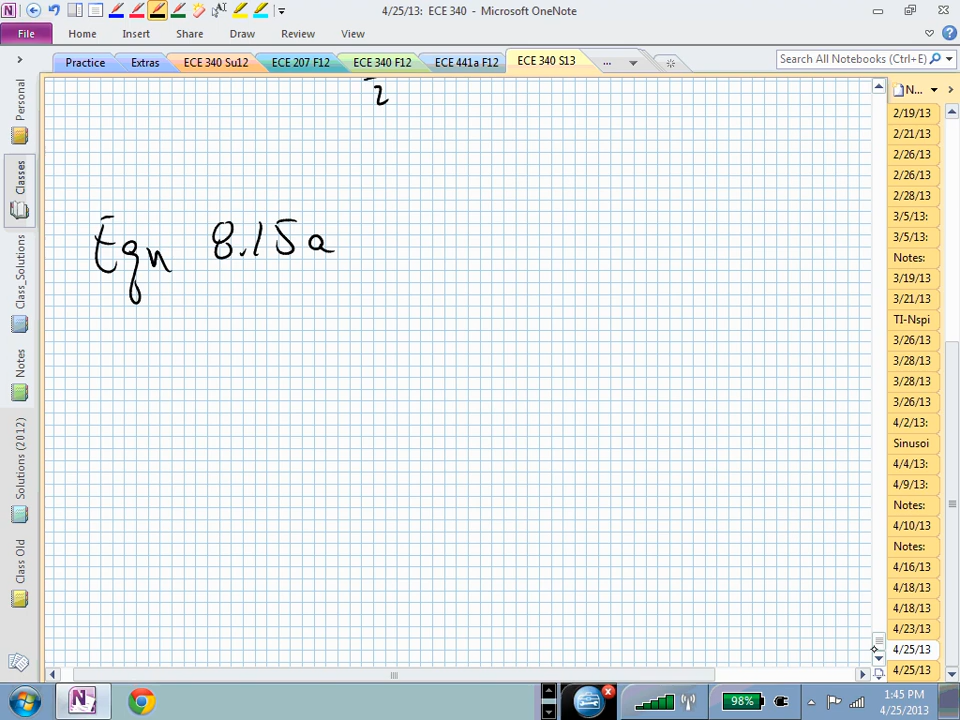 4/25/13: ECE 340 - Microsoft OneNote
File Home Insert Share Draw Review View
Practice Extras ECE 340 Su12 ECE 207 F12 ECE 340 F12 ECE 441a F12 ECE 340 S13 ... Search All Notebooks (Ctrl+E)
Personal
Classes
Class_Solutions
Notes
Solutions (2012)
Class Old
2
Eqn 8.15a
N...
2/19/13
2/21/13
2/26/13
2/26/13
2/28/13
3/5/13:
3/5/13:
Notes:
3/19/13
3/21/13
TI-Nspi
3/26/13
3/28/13
3/28/13
3/26/13
4/2/13:
Sinusoi
4/4/13:
4/9/13:
Notes:
4/10/13
Notes:
4/16/13
4/18/13
4/18/13
4/23/13
4/25/13
4/25/13
98%
1:45 PM
4/25/2013